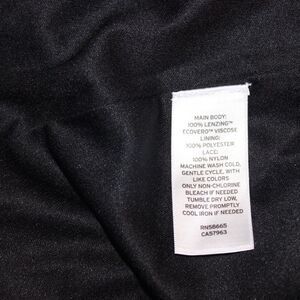 MAIN BODY:
100% LENZING™
ECOVERO™ VISCOSE
LINING:
100% POLYESTER
LACE:
100% NYLON
MACHINE WASH COLD,
GENTLE CYCLE, WITH
LIKE COLORS
ONLY NON-CHLORINE
BLEACH IF NEEDED
TUMBLE DRY LOW,
REMOVE PROMPTLY
COOL IRON IF NEEDED
RN58665
CA57963